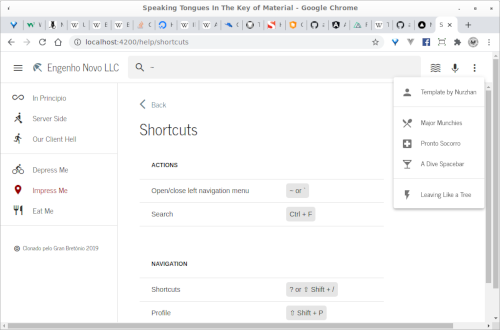 Speaking Tongues In The Key of Material - Google Chrome
localhost:4200/help/shortcuts
Engenho Novo LLC
~
In Principio
Server Side
Our Client Hell
Depress Me
Impress Me
Eat Me
Clonado pelo Gran Bretónio 2019
Back
Shortcuts
ACTIONS
Open/close left navigation menu ~ or `
Search Ctrl + F
NAVIGATION
Shortcuts ? or ⇧ Shift + /
Profile ⇧ Shift + P
Template by Nurzhan
Major Munchies
Pronto Socorro
A Dive Spacebar
Leaving Like a Tree